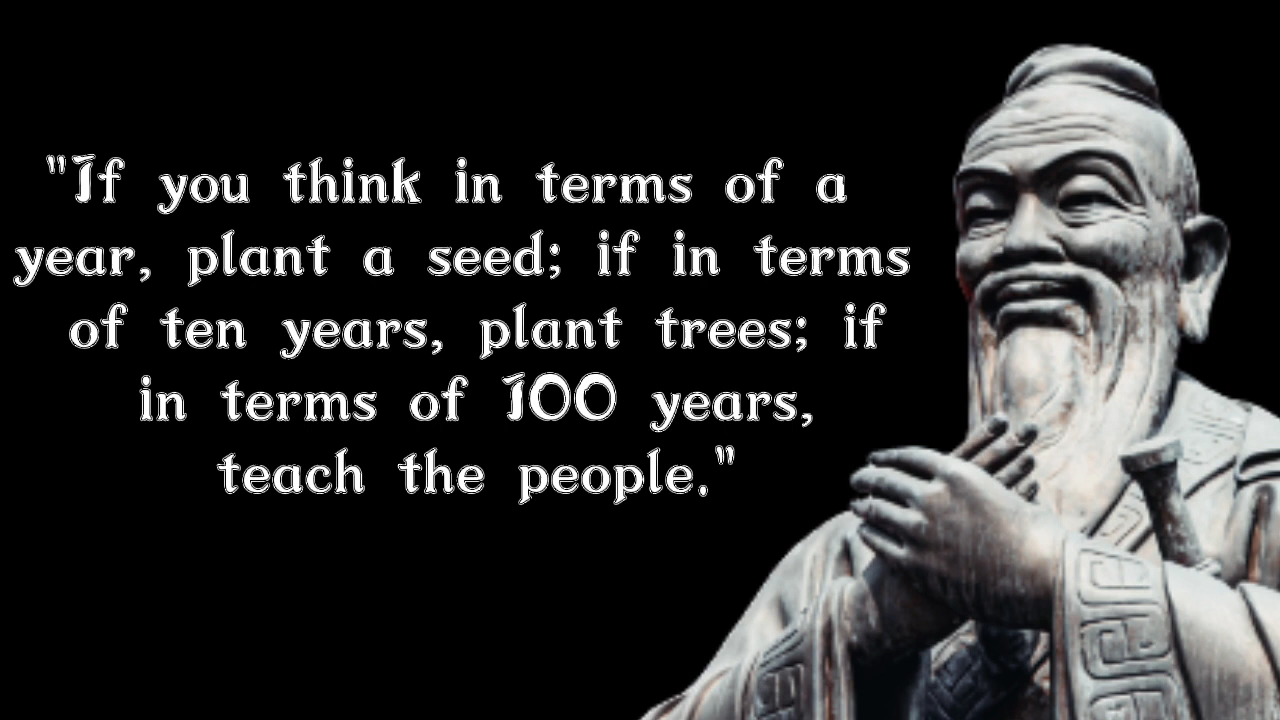 "If you think in terms of a
year, plant a seed; if in terms
of ten years, plant trees; if
in terms of 100 years,
teach the people."